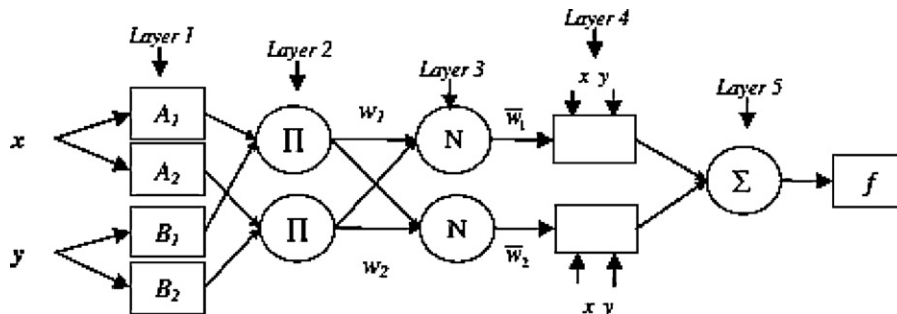 Layer 1
Layer 2
Layer 3
Layer 4
Layer 5
x y
x
A₁
A₂
y
B₁
B₂
Π
Π
w₁
w₂
N
N
w̅₁
w̅₂
x y
Σ
f